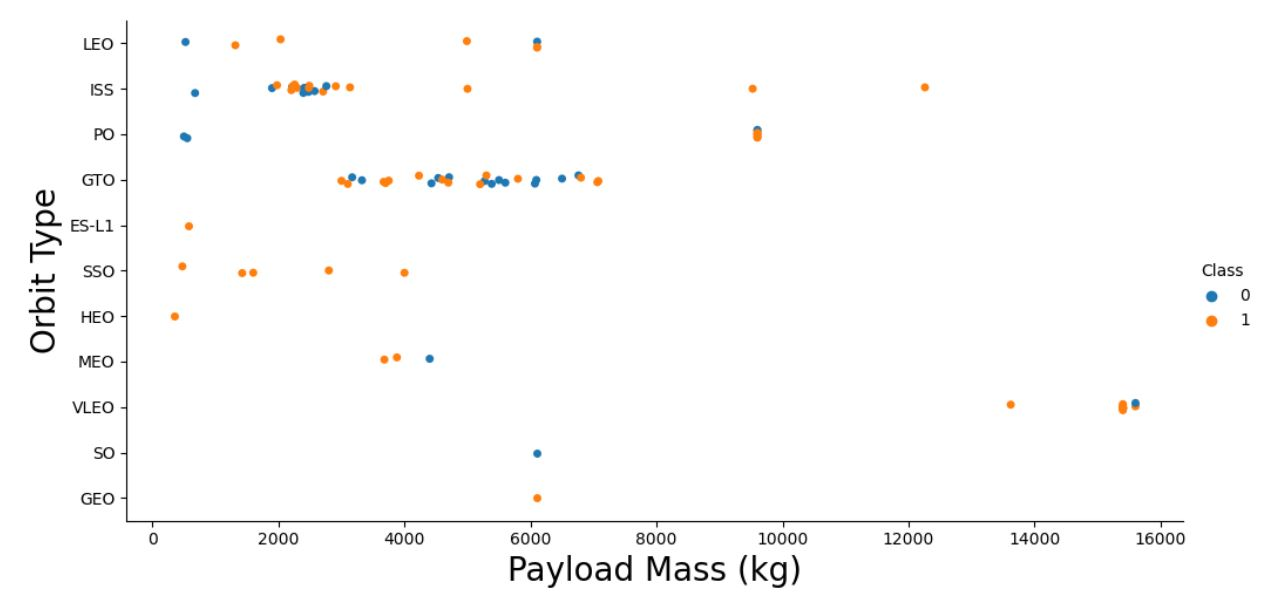 Orbit Type
LEO
ISS
PO
GTO
ES-L1
SSO
HEO
MEO
VLEO
SO
GEO
0 2000 4000 6000 8000 10000 12000 14000 16000
Payload Mass (kg)
Class
0
1